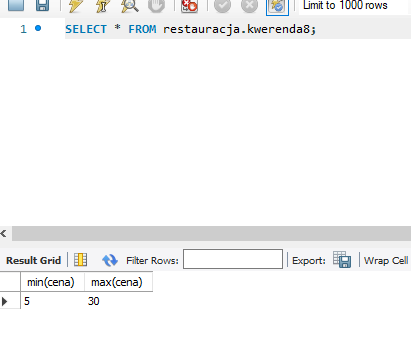 Limit to 1000 rows
1 SELECT * FROM restauracja.kwerenda8;
Result Grid Filter Rows: Export: Wrap Cell
min(cena) max(cena)
5 30